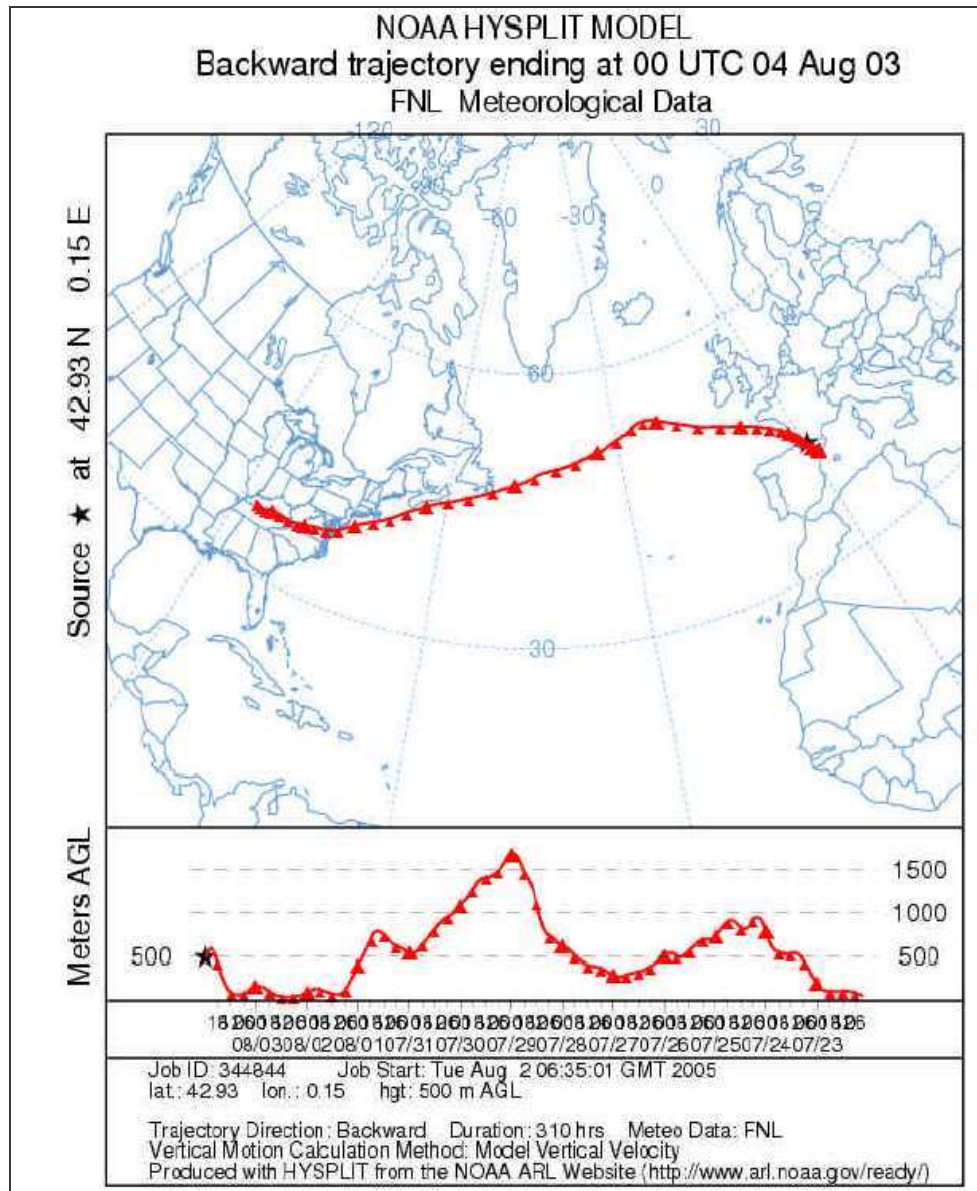 NOAA HYSPLIT MODEL
Backward trajectory ending at 00 UTC 04 Aug 03
FNL Meteorological Data
Source ★ at 42.93 N 0.15 E
-120
-90
-60
-30
0
30
60
30
Meters AGL
1500
1000
500
500
08/03 08/02 08/01 07/31 07/30 07/29 07/28 07/27 07/26 07/25 07/24 07/23
Job ID: 344844 Job Start: Tue Aug 2 06:35:01 GMT 2005
lat.: 42.93 lon.: 0.15 hgt: 500 m AGL
Trajectory Direction: Backward Duration: 310 hrs Meteo Data: FNL
Vertical Motion Calculation Method: Model Vertical Velocity
Produced with HYSPLIT from the NOAA ARL Website (http://www.arl.noaa.gov/ready/)